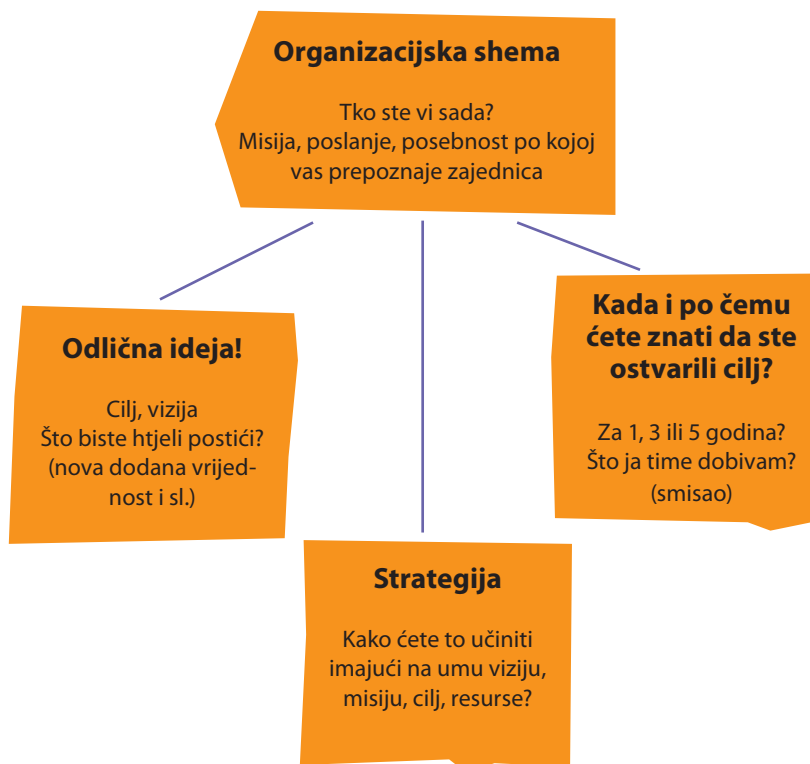 Organizacijska shema
Tko ste vi sada?
Misija, poslanje, posebnost po kojoj
vas prepoznaje zajednica
Odlična ideja!
Cilj, vizija
Što biste htjeli postići?
(nova dodana vrijed-
nost i sl.)
Kada i po čemu
ćete znati da ste
ostvarili cilj?
Za 1, 3 ili 5 godina?
Što ja time dobivam?
(smisao)
Strategija
Kako ćete to učiniti
imajući na umu viziju,
misiju, cilj, resurse?